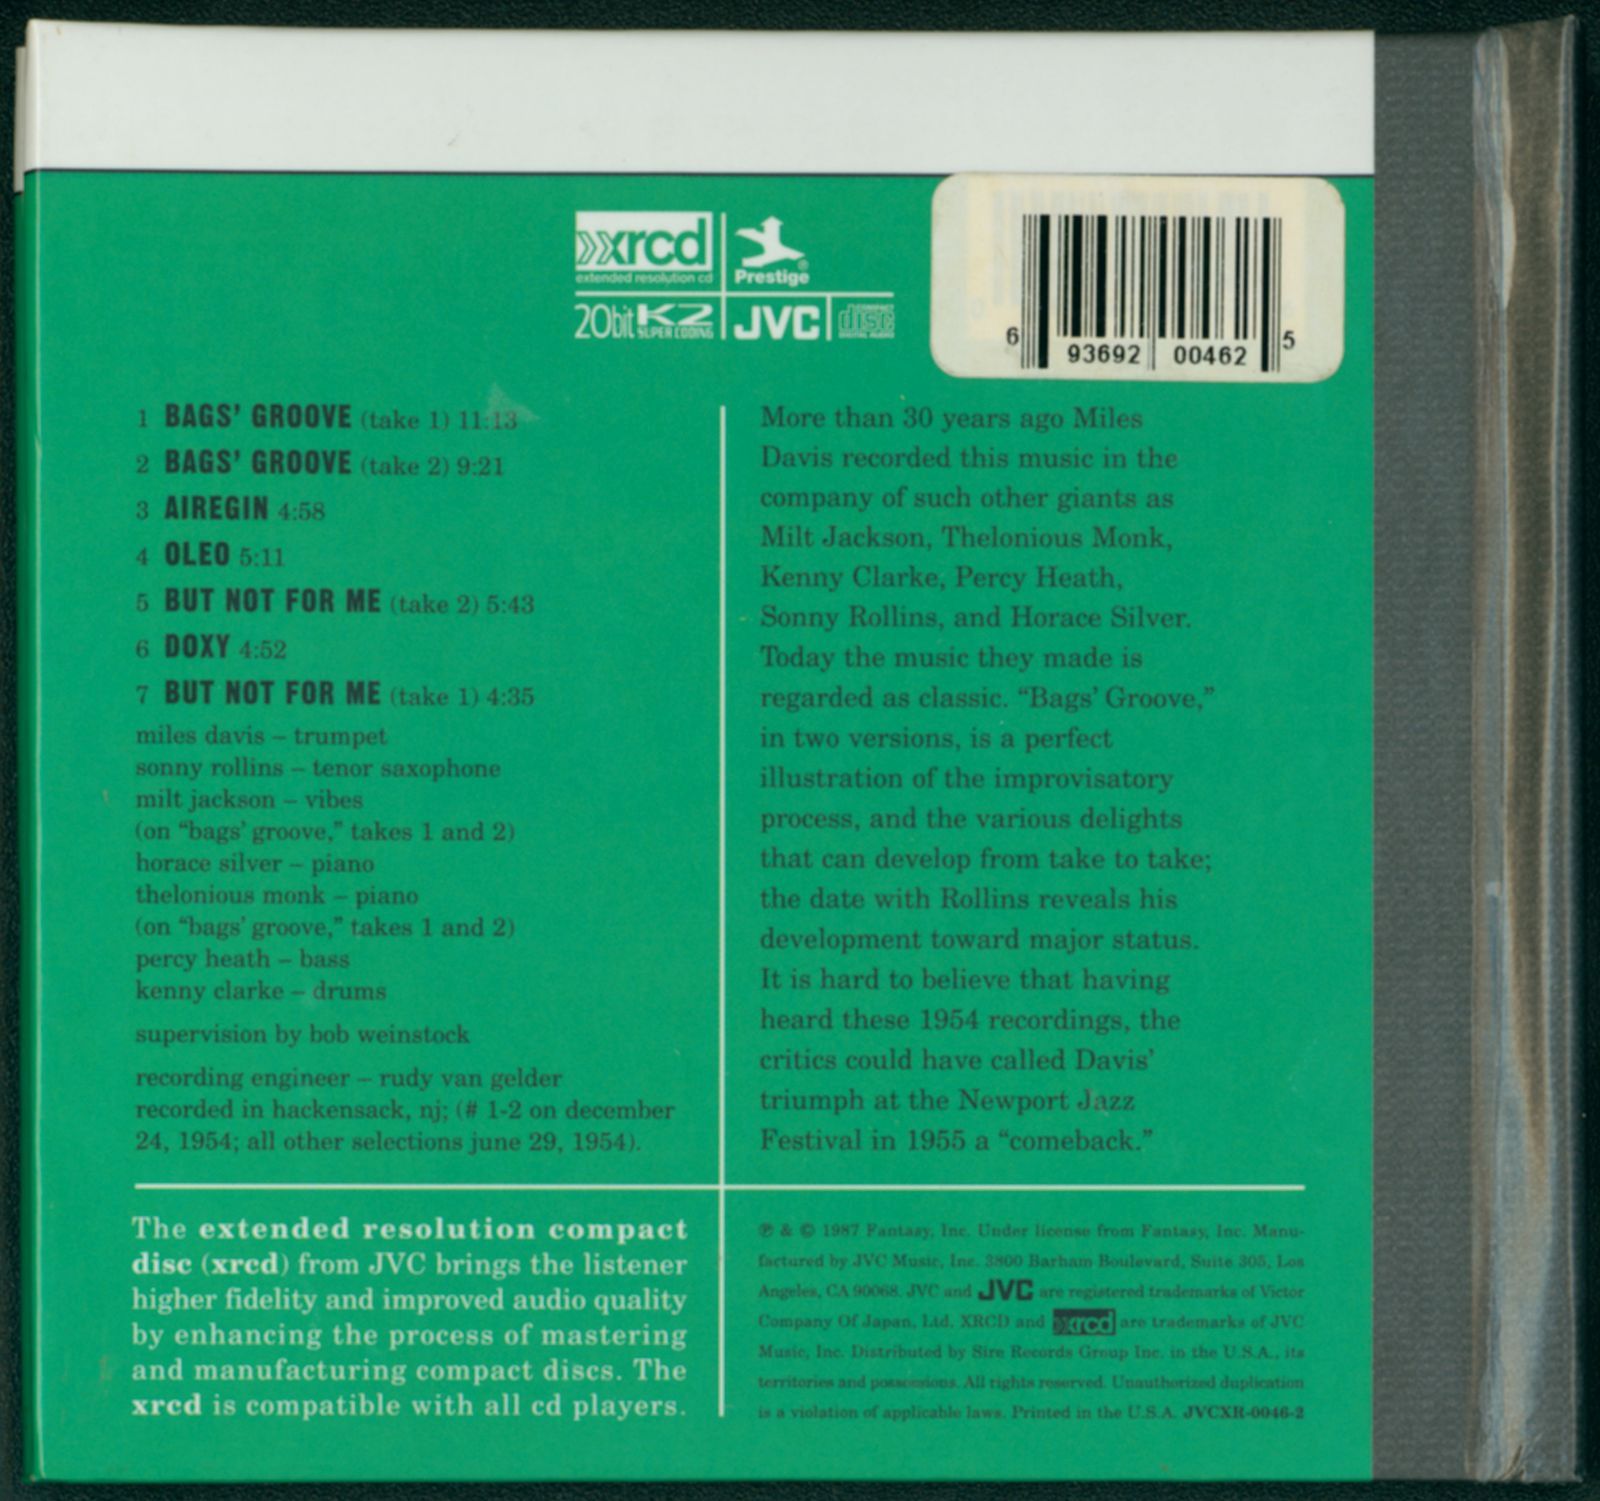 »xrcd
extended resolution cd
Prestige®
20bit K2
SUPER CODING
JVC
COMPACT
disc
DIGITAL AUDIO
6 93692 00462 5
1 BAGS' GROOVE (take 1) 11:13
2 BAGS' GROOVE (take 2) 9:21
3 AIREGIN 4:58
4 OLEO 5:11
5 BUT NOT FOR ME (take 2) 5:43
6 DOXY 4:52
7 BUT NOT FOR ME (take 1) 4:35
miles davis – trumpet
sonny rollins – tenor saxophone
milt jackson – vibes
(on "bags' groove," takes 1 and 2)
horace silver – piano
thelonious monk – piano
(on "bags' groove," takes 1 and 2)
percy heath – bass
kenny clarke – drums
supervision by bob weinstock
recording engineer – rudy van gelder
recorded in hackensack, nj; (# 1-2 on december
24, 1954; all other selections june 29, 1954).
More than 30 years ago Miles
Davis recorded this music in the
company of such other giants as
Milt Jackson, Thelonious Monk,
Kenny Clarke, Percy Heath,
Sonny Rollins, and Horace Silver.
Today the music they made is
regarded as classic. "Bags' Groove,"
in two versions, is a perfect
illustration of the improvisatory
process, and the various delights
that can develop from take to take;
the date with Rollins reveals his
development toward major status.
It is hard to believe that having
heard these 1954 recordings, the
critics could have called Davis'
triumph at the Newport Jazz
Festival in 1955 a "comeback."
The extended resolution compact
disc (xrcd) from JVC brings the listener
higher fidelity and improved audio quality
by enhancing the process of mastering
and manufacturing compact discs. The
xrcd is compatible with all cd players.
℗ & © 1987 Fantasy, Inc. Under license from Fantasy, Inc. Manu-
factured by JVC Music, Inc. 3800 Barham Boulevard, Suite 305, Los
Angeles, CA 90068. JVC and JVC are registered trademarks of Victor
Company Of Japan, Ltd. XRCD and »xrcd are trademarks of JVC
Music, Inc. Distributed by Sire Records Group Inc. in the U.S.A., its
territories and possessions. All rights reserved. Unauthorized duplication
is a violation of applicable laws. Printed in the U.S.A. JVCXR-0046-2